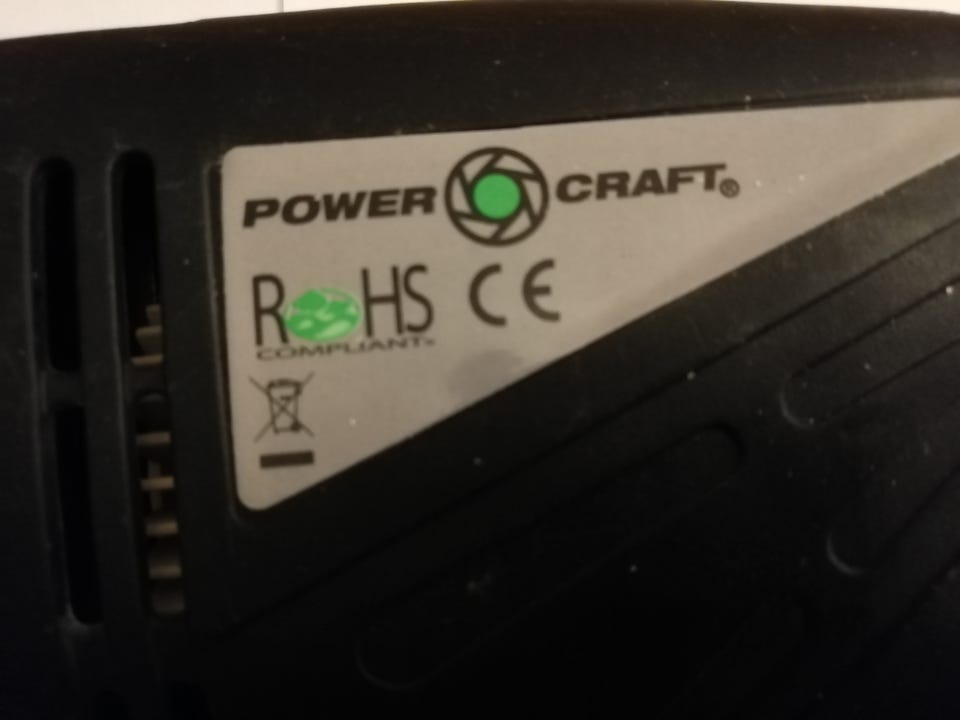 POWER CRAFT®
ROHS CE
COMPLIANT